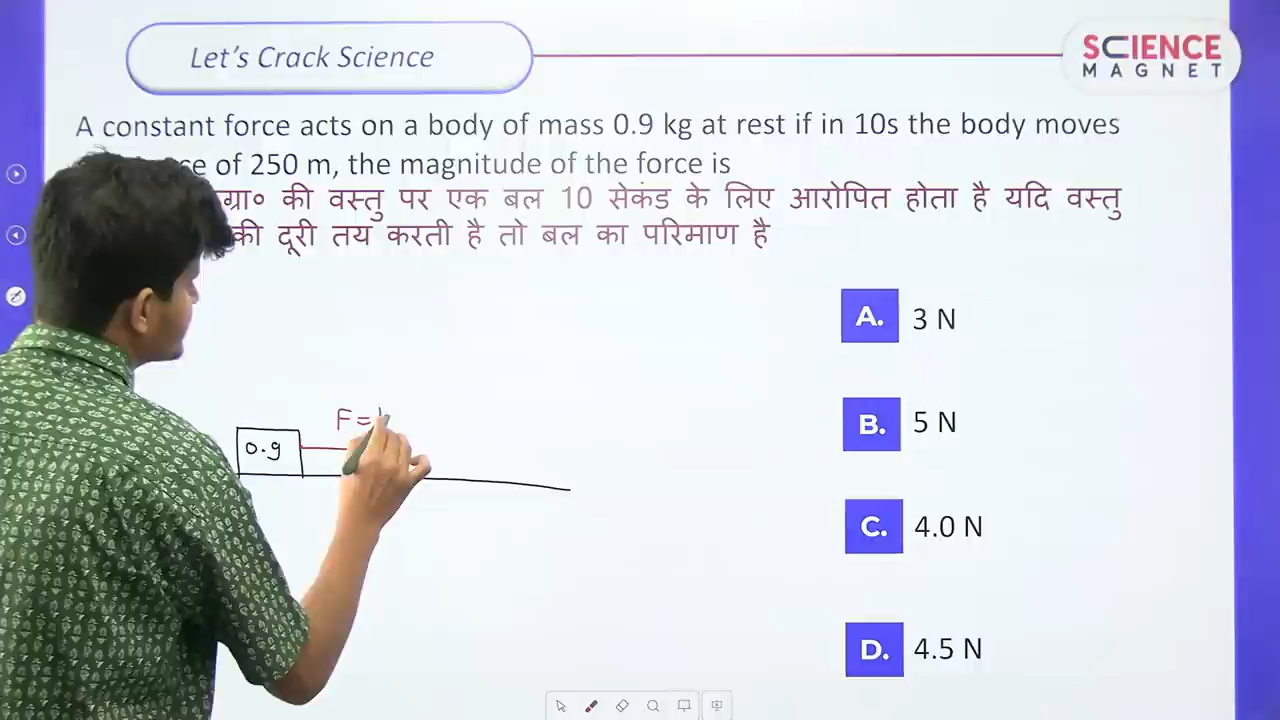 Let's Crack Science
SCIENCE
MAGNET
A constant force acts on a body of mass 0.9 kg at rest if in 10s the body moves
of 250 m, the magnitude of the force is
की वस्तु पर एक बल 10 सेकंड के लिए आरोपित होता है यदि वस्तु
की दूरी तय करती है तो बल का परिमाण है
A. 3 N
F =
B. 5 N
0.9
C. 4.0 N
D. 4.5 N